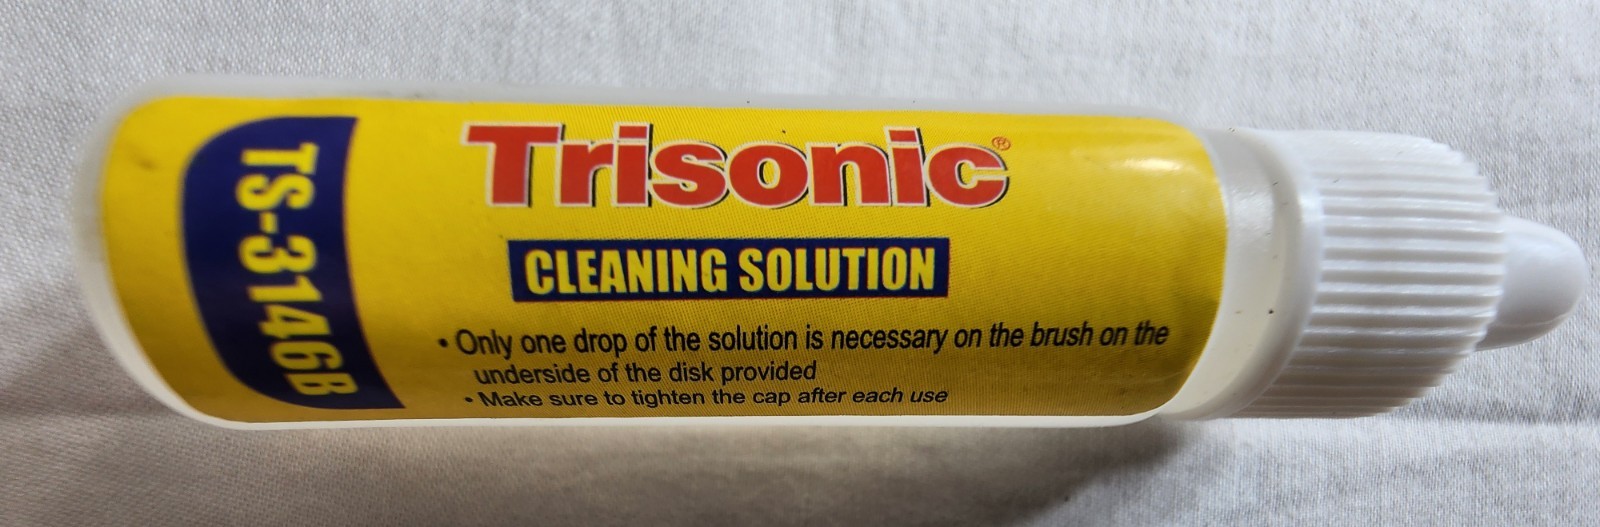 TS-3146B
Trisonic®
CLEANING SOLUTION
• Only one drop of the solution is necessary on the brush on the
underside of the disk provided
• Make sure to tighten the cap after each use